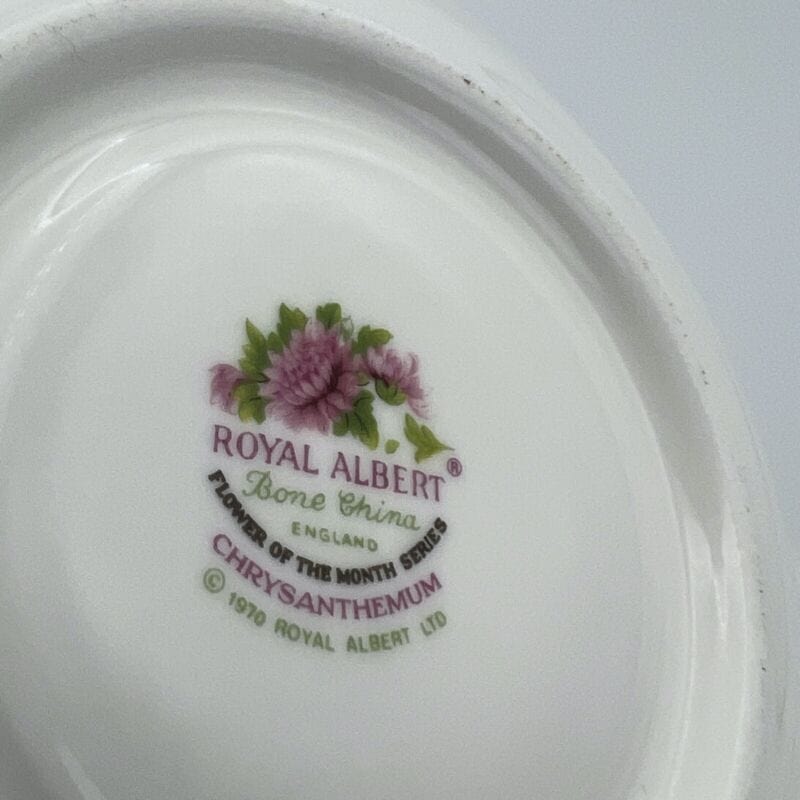 ROYAL ALBERT®
Bone China
ENGLAND
FLOWER OF THE MONTH SERIES
CHRYSANTHEMUM
© 1970 ROYAL ALBERT LTD